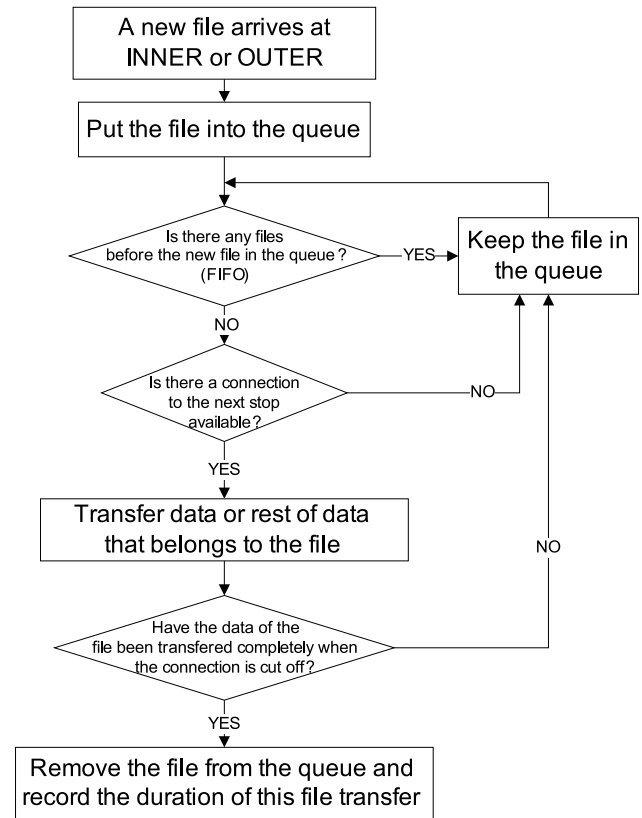 A new file arrives at
INNER or OUTER
Put the file into the queue
Is there any files
before the new file in the queue?
(FIFO)
YES
Keep the file in
the queue
NO
Is there a connection
to the next stop
available?
NO
YES
Transfer data or rest of data
that belongs to the file
NO
Have the data of the
file been transfered completely when
the connection is cut off?
YES
Remove the file from the queue and
record the duration of this file transfer